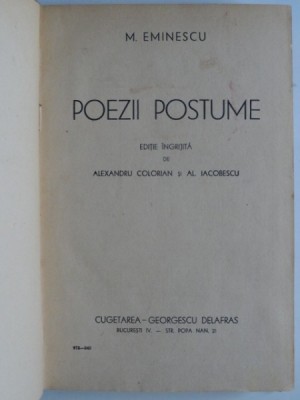 M. EMINESCU
POEZII POSTUME
EDIȚIE ÎNGRIJITĂ
DE
ALEXANDRU COLORIAN ȘI AL. IACOBESCU
CUGETAREA - GEORGESCU DELAFRAS
BUCUREȘTI IV. — STR. POPA NAN, 21